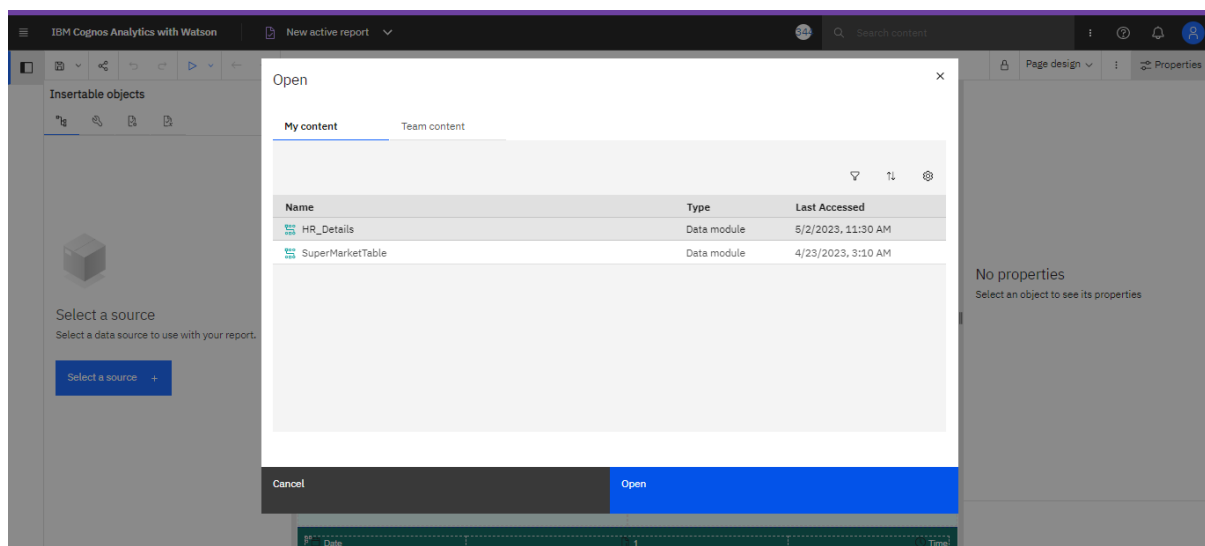 IBM Cognos Analytics with Watson
New active report
Search content
Page design
Properties
Insertable objects
Select a source
Select a data source to use with your report.
Select a source +
Open
My content
Team content
Name Type Last Accessed
HR_Details Data module 5/2/2023, 11:30 AM
SuperMarketTable Data module 4/23/2023, 3:10 AM
Cancel
Open
No properties
Select an object to see its properties
Date 1 Time